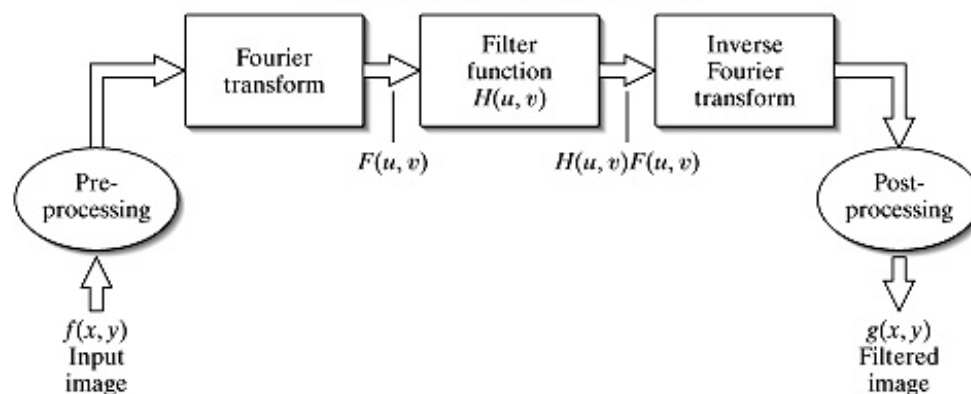 Fourier
transform
Filter
function
H(u, v)
Inverse
Fourier
transform
F(u, v)
H(u, v)F(u, v)
Pre-
processing
Post-
processing
f(x, y)
Input
image
g(x, y)
Filtered
image